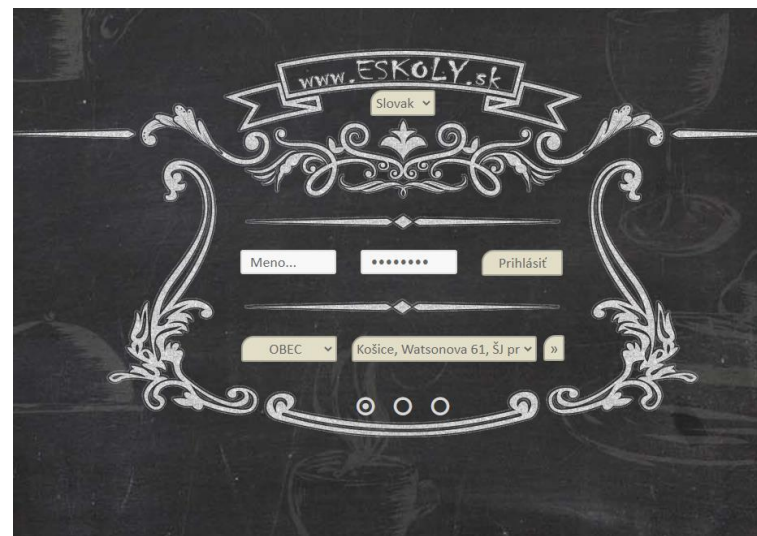 www.ESKOLY.sk
Slovak
Meno...
••••••••
Prihlásiť
OBEC
Košice, Watsonova 61, ŠJ pr
»